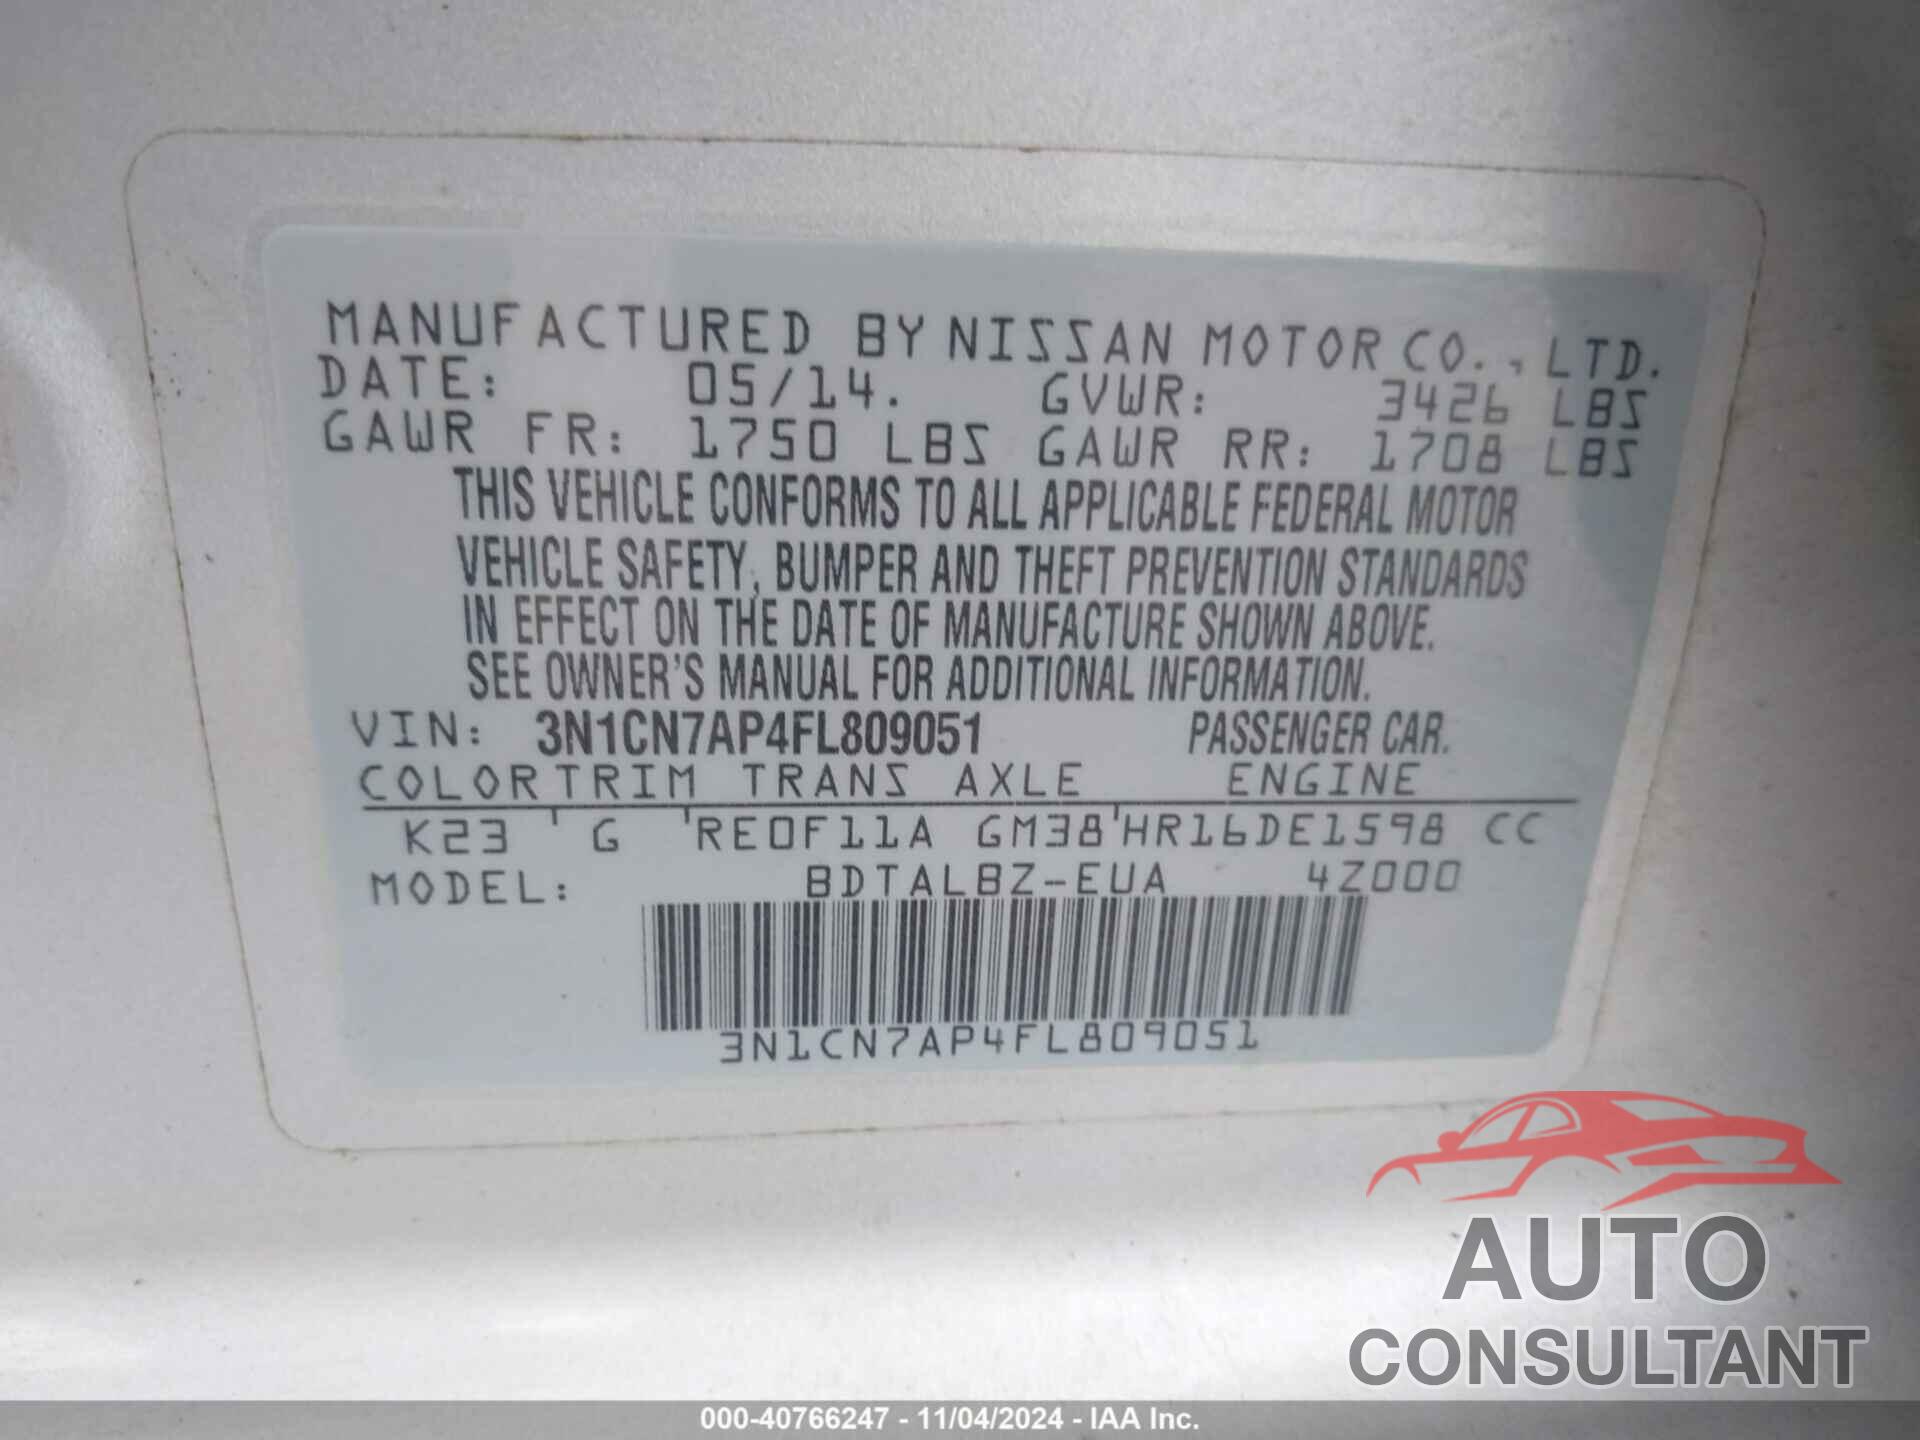 MANUFACTURED BY NISSAN MOTOR CO., LTD.
DATE: 05/14. GVWR: 3426 LBS
GAWR FR: 1750 LBS GAWR RR: 1708 LBS
THIS VEHICLE CONFORMS TO ALL APPLICABLE FEDERAL MOTOR
VEHICLE SAFETY, BUMPER AND THEFT PREVENTION STANDARDS
IN EFFECT ON THE DATE OF MANUFACTURE SHOWN ABOVE.
SEE OWNER'S MANUAL FOR ADDITIONAL INFORMATION.
VIN: 3N1CN7AP4FL809051 PASSENGER CAR.
COLOR TRIM TRANS AXLE ENGINE
K23 G RE0F11A GM38 HR16DE1598 CC
MODEL: BDTALBZ-EUA 4Z000
3N1CN7AP4FL809051
AUTO
CONSULTANT
000-40766247 - 11/04/2024 - IAA Inc.